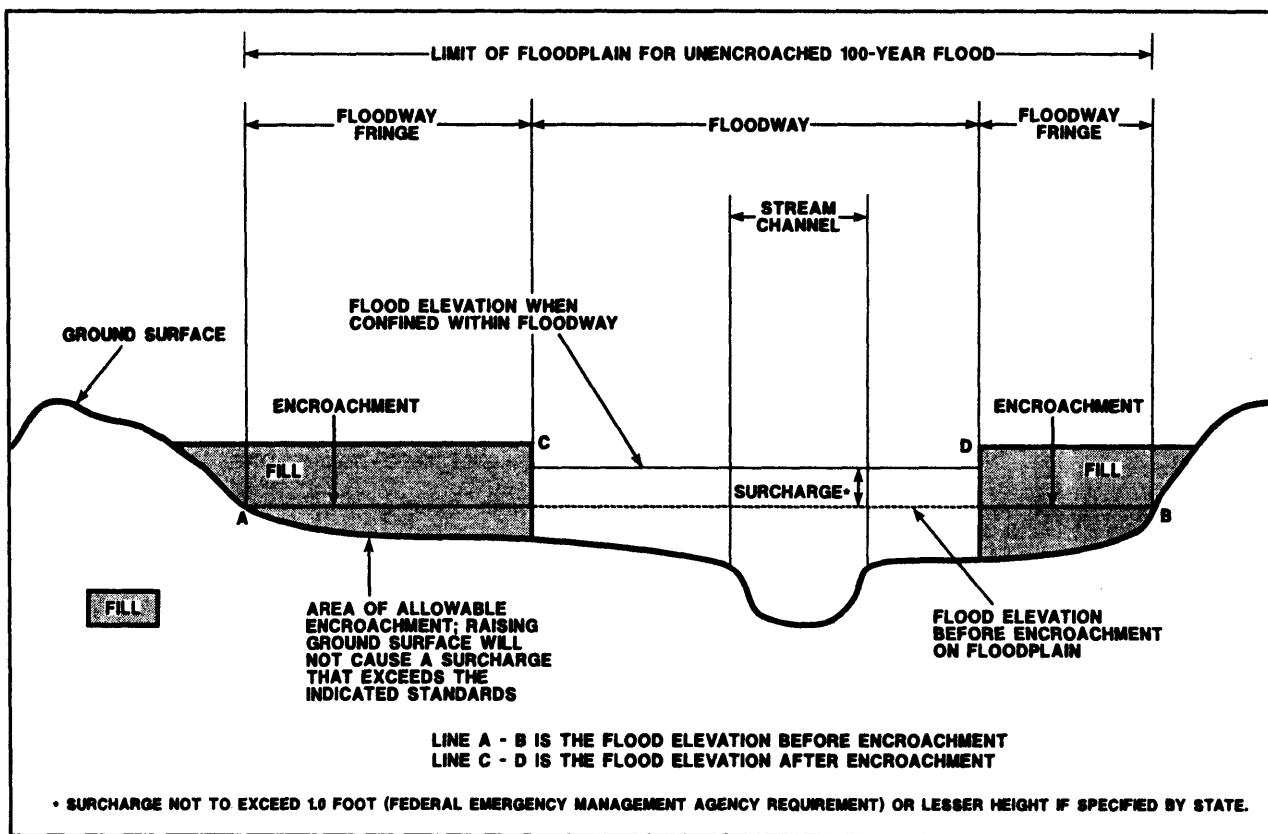 LIMIT OF FLOODPLAIN FOR UNENCROACHED 100-YEAR FLOOD
FLOODWAY
FRINGE
FLOODWAY
FLOODWAY
FRINGE
STREAM
CHANNEL
FLOOD ELEVATION WHEN
CONFINED WITHIN FLOODWAY
GROUND SURFACE
ENCROACHMENT
ENCROACHMENT
C
D
FILL
SURCHARGE*
FILL
A
B
FILL
AREA OF ALLOWABLE
ENCROACHMENT; RAISING
GROUND SURFACE WILL
NOT CAUSE A SURCHARGE
THAT EXCEEDS THE
INDICATED STANDARDS
FLOOD ELEVATION
BEFORE ENCROACHMENT
ON FLOODPLAIN
LINE A - B IS THE FLOOD ELEVATION BEFORE ENCROACHMENT
LINE C - D IS THE FLOOD ELEVATION AFTER ENCROACHMENT
* SURCHARGE NOT TO EXCEED 1.0 FOOT (FEDERAL EMERGENCY MANAGEMENT AGENCY REQUIREMENT) OR LESSER HEIGHT IF SPECIFIED BY STATE.